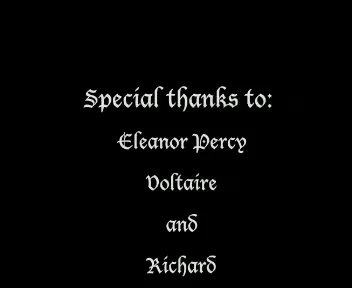 Special thanks to:
Eleanor Percy
Voltaire
and
Richard